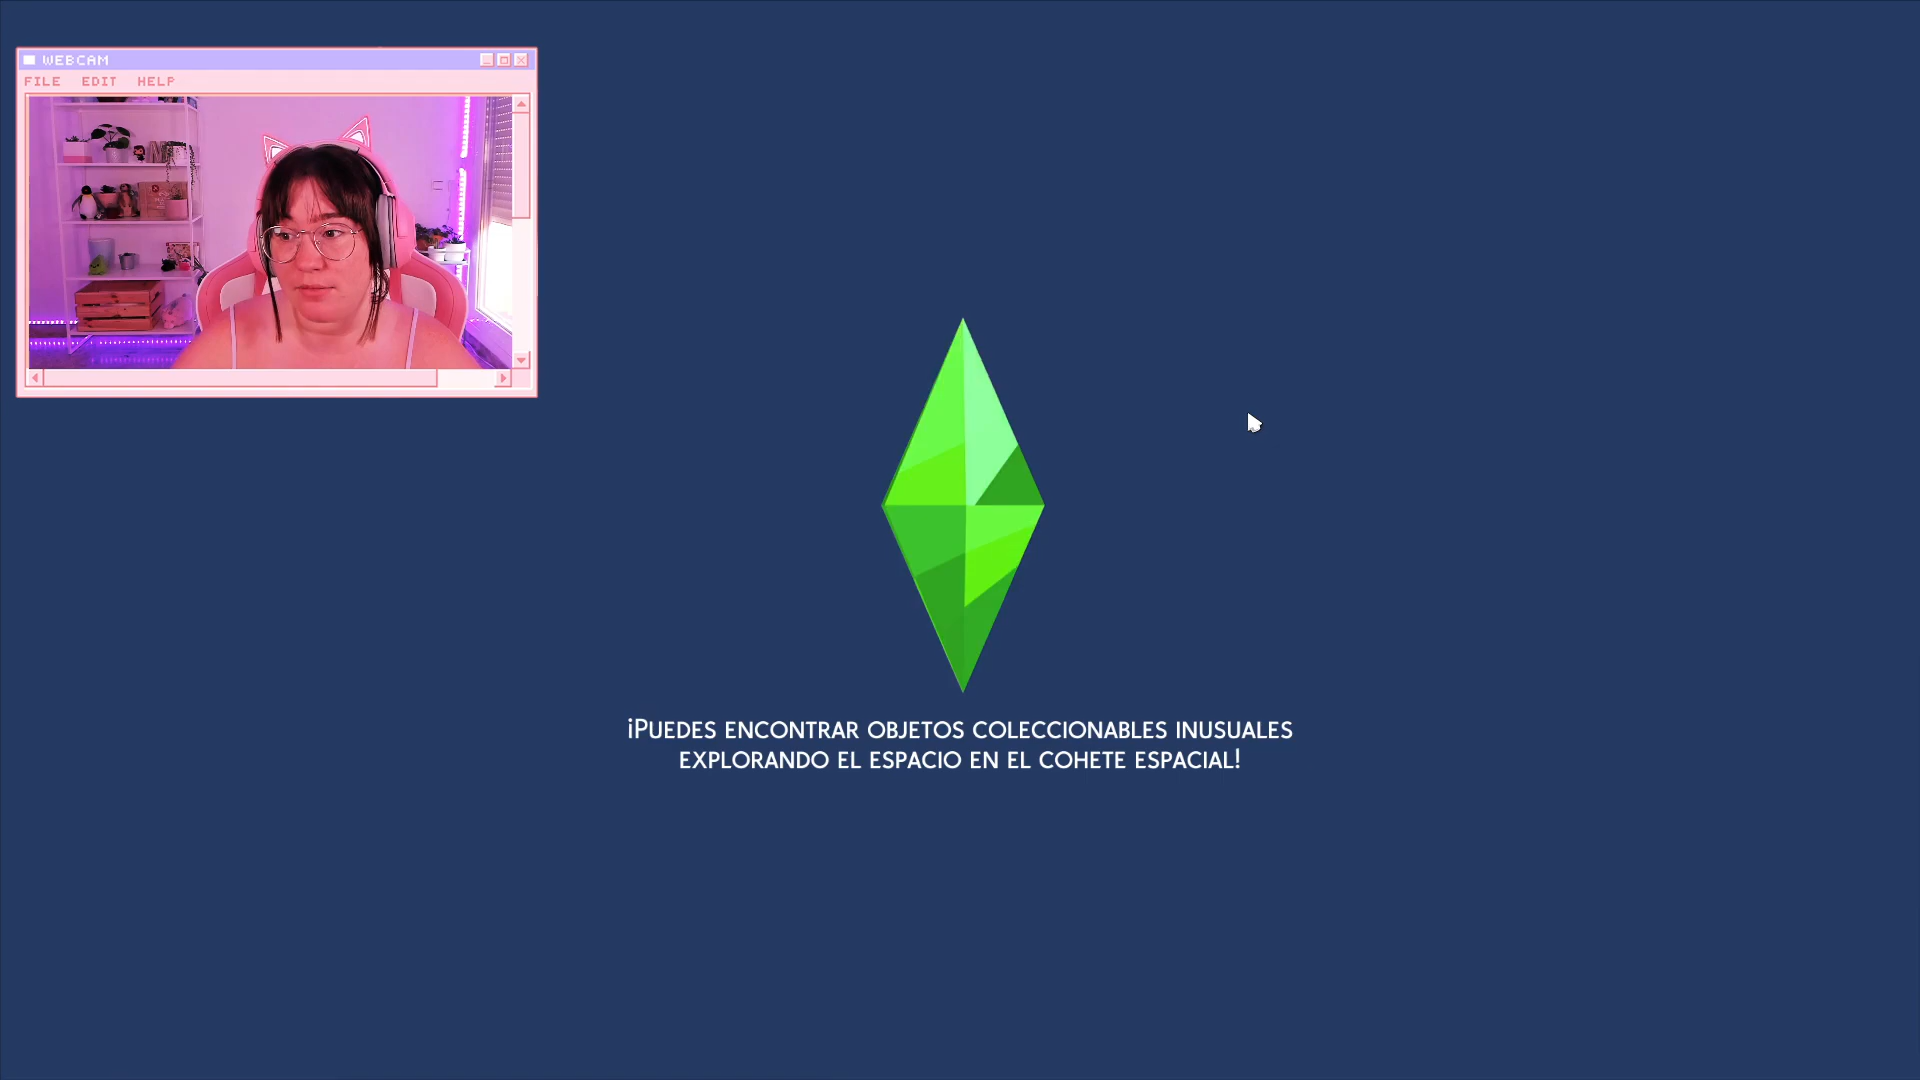 WEBCAM
FILE EDIT HELP
¡PUEDES ENCONTRAR OBJETOS COLECCIONABLES INUSUALES
EXPLORANDO EL ESPACIO EN EL COHETE ESPACIAL!